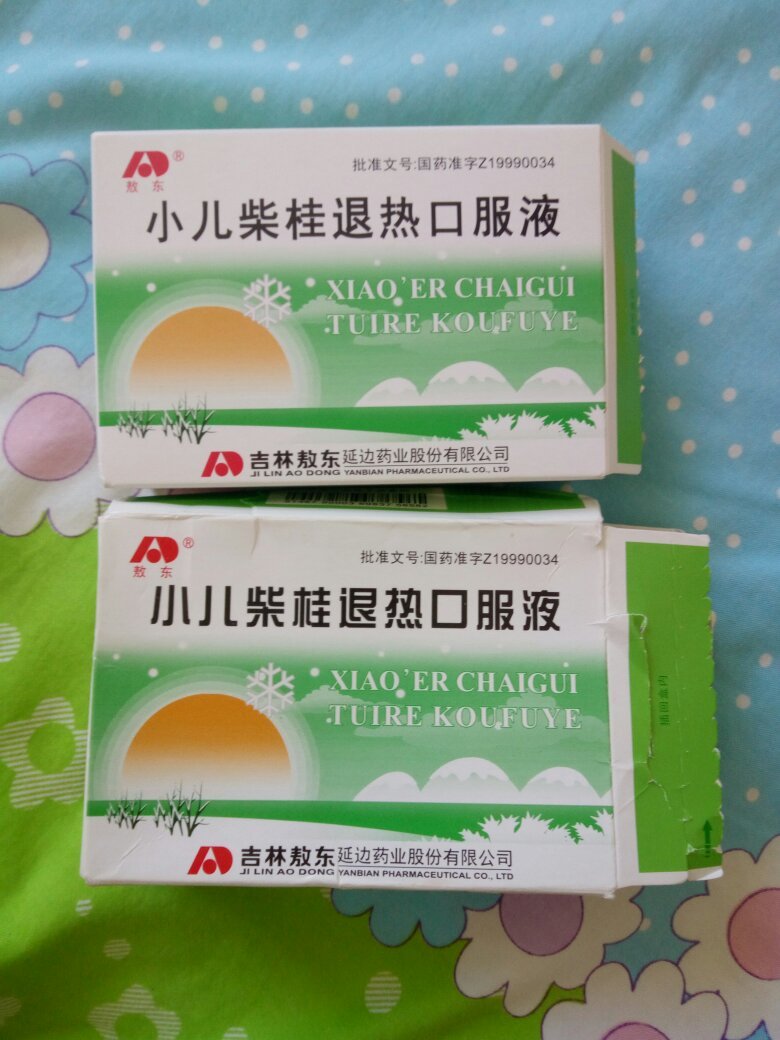 敖东®
批准文号:国药准字Z19990034
小儿柴桂退热口服液
XIAO'ER CHAIGUI
TUIRE KOUFUYE
吉林敖东延边药业股份有限公司
JI LIN AO DONG YANBIAN PHARMACEUTICAL CO., LTD
敖东®
批准文号:国药准字Z19990034
小儿柴桂退热口服液
XIAO'ER CHAIGUI
TUIRE KOUFUYE
插回盒内
吉林敖东延边药业股份有限公司
JI LIN AO DONG YANBIAN PHARMACEUTICAL CO., LTD